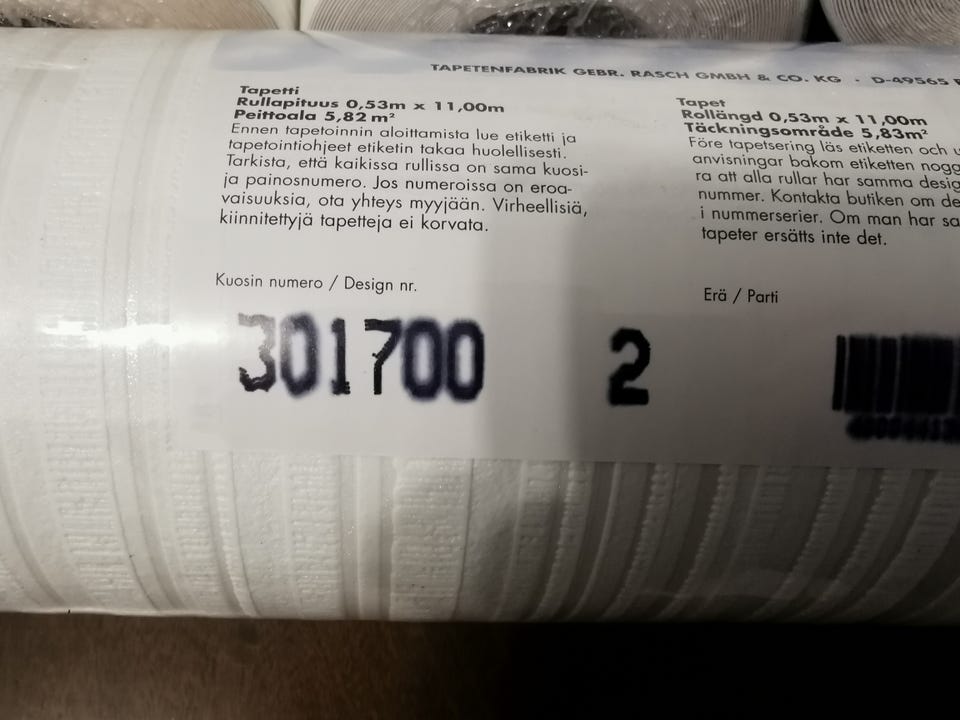 TAPETENFABRIK GEBR. RASCH GMBH & CO. KG · D-49565
Tapetti
Rullapituus 0,53m x 11,00m
Peittoala 5,82 m²
Ennen tapetoinnin aloittamista lue etiketti ja
tapetointiohjeet etiketin takaa huolellisesti.
Tarkista, että kaikissa rullissa on sama kuosi-
ja painosnumero. Jos numeroissa on eroa-
vaisuuksia, ota yhteys myyjään. Virheellisiä,
kiinnitettyjä tapetteja ei korvata.
Tapet
Rollängd 0,53m x 11,00m
Täckningsområde 5,83m²
Före tapetsering läs etiketten och
anvisningar bakom etiketten
ra att alla rullar har samma
nummer. Kontakta butiken om
i nummerserier. Om man har
tapeter ersätts inte det.
Kuosin numero / Design nr.
Erä / Parti
301700 2